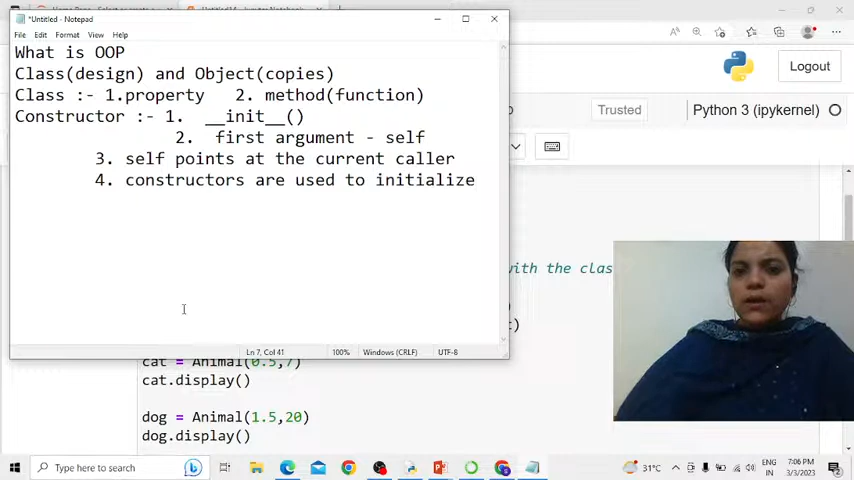 *Untitled - Notepad
File Edit Format View Help
What is OOP
Class(design) and Object(copies)
Class :- 1.property 2. method(function)
Constructor :- 1. __init__()
2. first argument - self
3. self points at the current caller
4. constructors are used to initialize
Ln 7, Col 41 100% Windows (CRLF) UTF-8
Logout
Trusted
Python 3 (ipykernel)
with the clas
cat = Animal(0.5,7)
cat.display()
dog = Animal(1.5,20)
dog.display()
Type here to search
31°C
ENG
IN
7:06 PM
3/3/2023